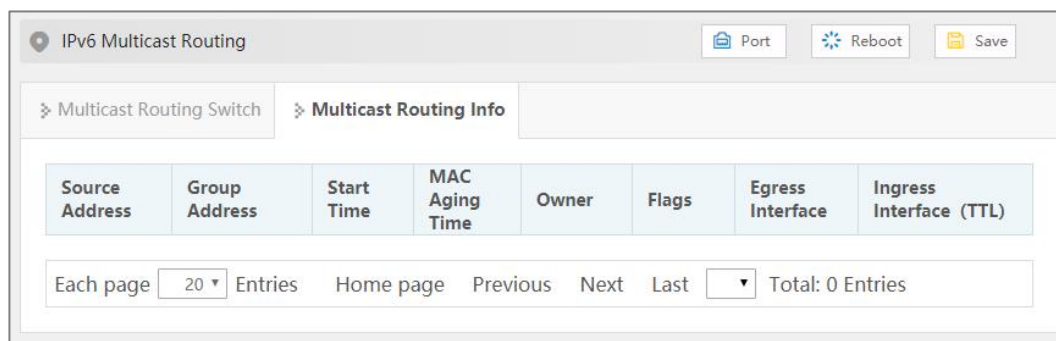 IPv6 Multicast Routing Port Reboot Save
Multicast Routing Switch Multicast Routing Info
Source Address Group Address Start Time MAC Aging Time Owner Flags Egress Interface Ingress Interface (TTL)
Each page 20 Entries Home page Previous Next Last Total: 0 Entries